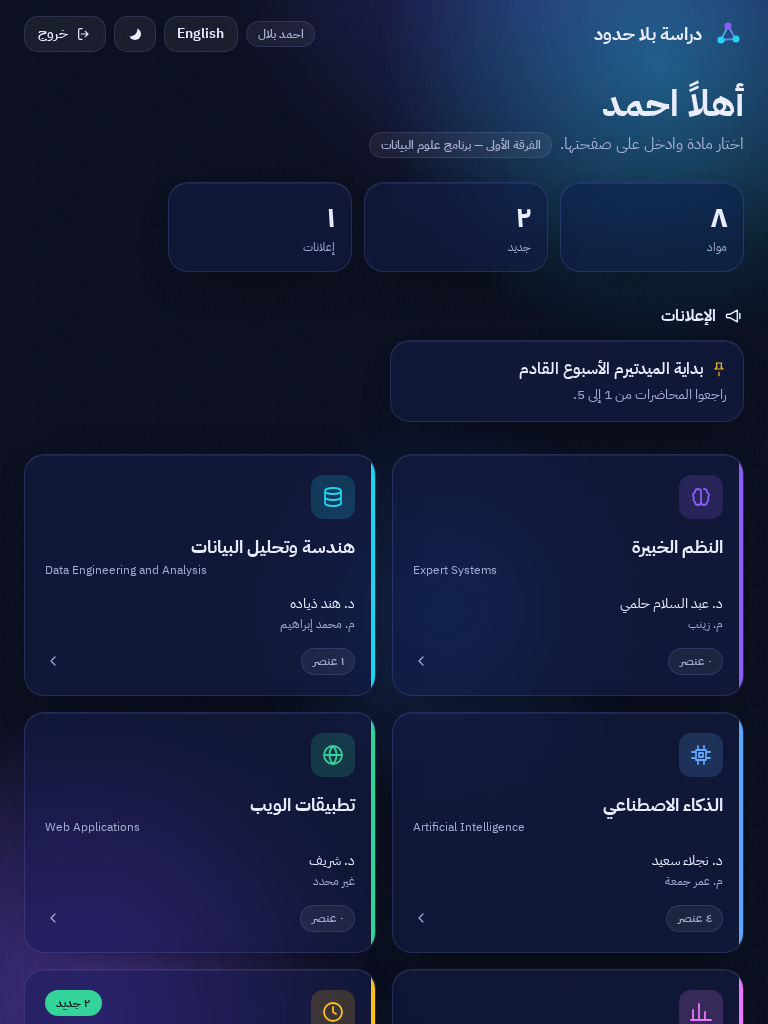 دراسة بلا حدود
احمد بلال
English
خروج
أهلاً احمد
اختار مادة وادخل على صفحتها.
الفرقة الأولى — برنامج علوم البيانات
٨
مواد
٢
جديد
١
إعلانات
الإعلانات
بداية الميدتيرم الأسبوع القادم
راجعوا المحاضرات من 1 إلى 5.
النظم الخبيرة
Expert Systems
د. عبد السلام حلمي
م. زينب
٠ عنصر
هندسة وتحليل البيانات
Data Engineering and Analysis
د. هند ذياده
م. محمد إبراهيم
١ عنصر
الذكاء الاصطناعي
Artificial Intelligence
د. نجلاء سعيد
م. عمر جمعة
٤ عنصر
تطبيقات الويب
Web Applications
د. شريف
غير محدد
٠ عنصر
٢ جديد